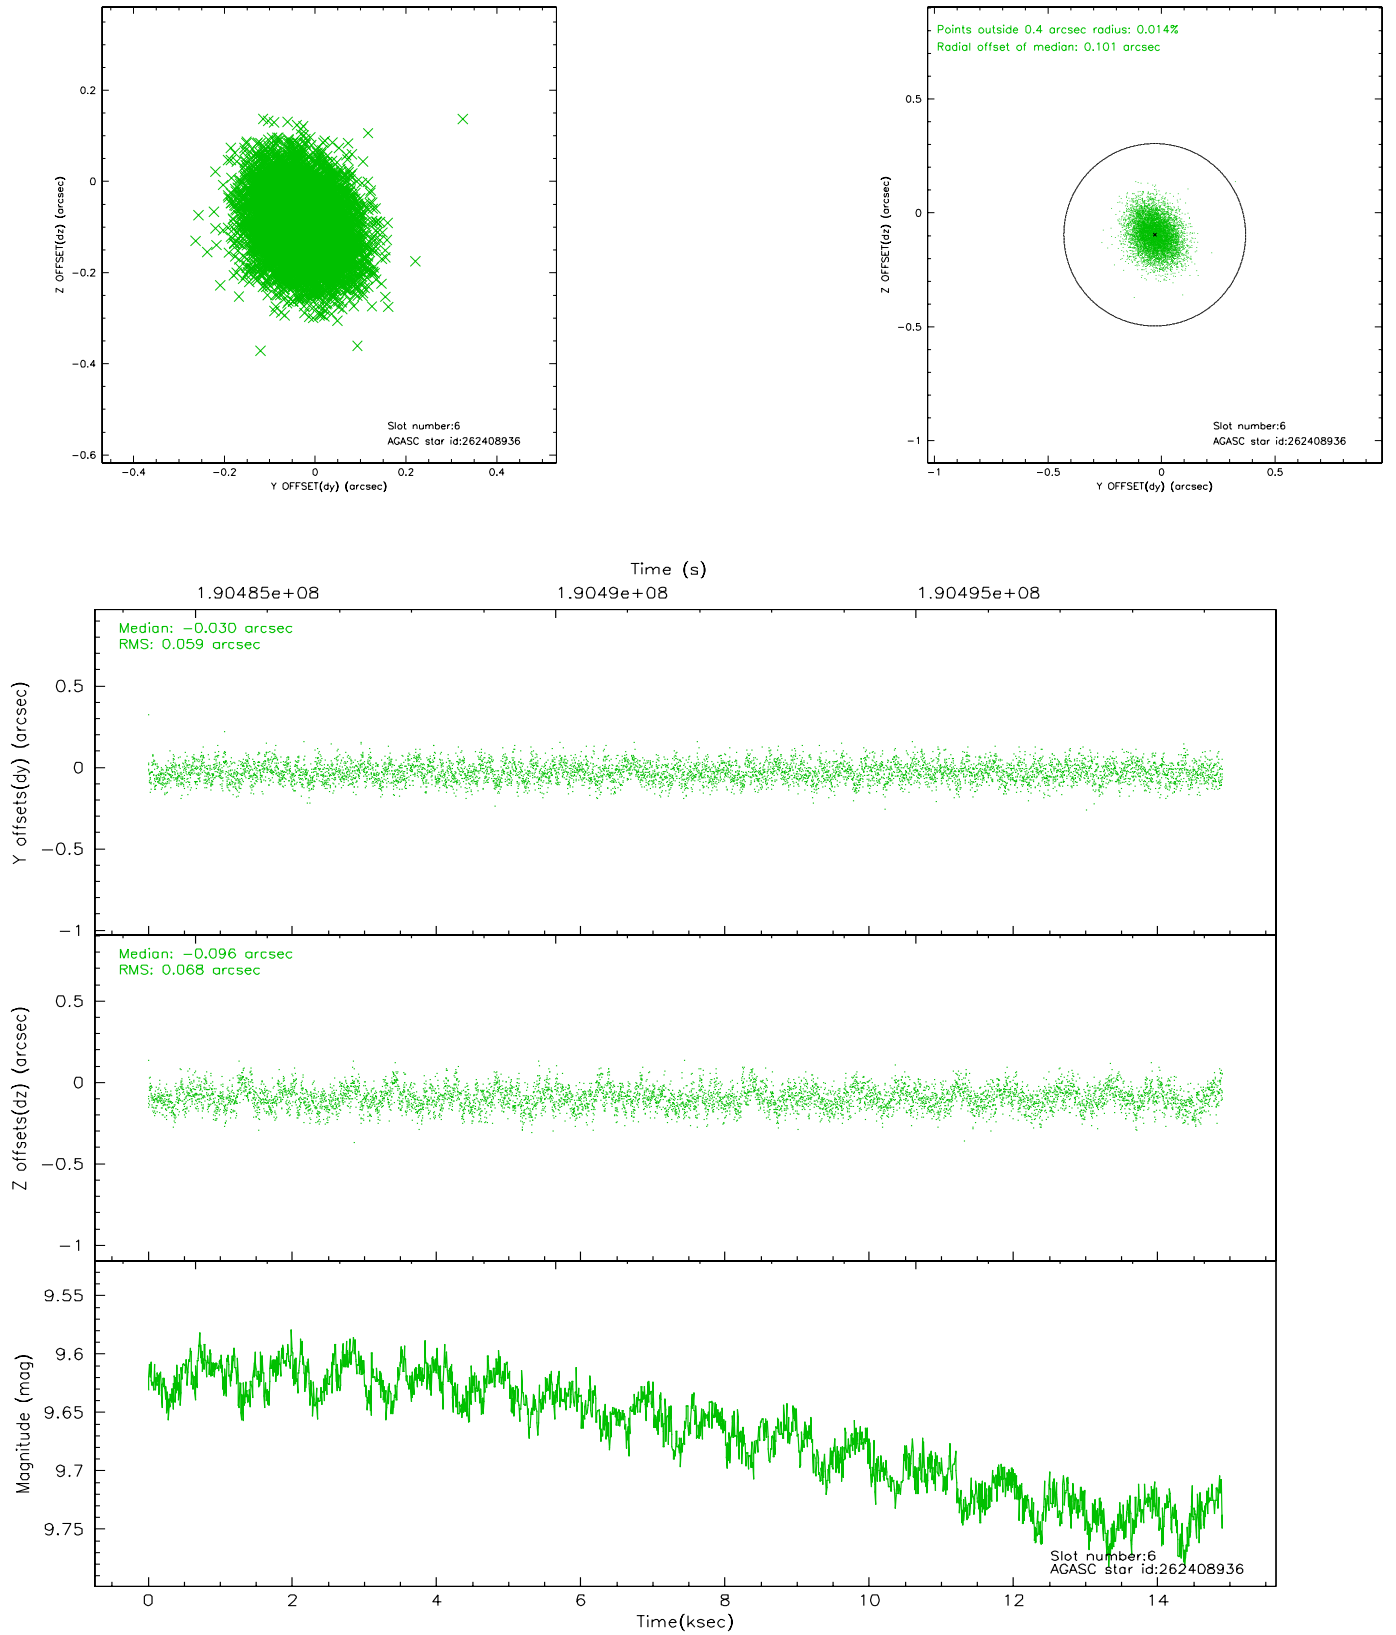 0.2
0
−0.2
−0.4
−0.6
Z OFFSET(dz) (arcsec)
Slot number:6
AGASC star id:262408936
−0.4 −0.2 0 0.2 0.4
Y OFFSET(dy) (arcsec)
Points outside 0.4 arcsec radius: 0.014%
Radial offset of median: 0.101 arcsec
0.5
0
−0.5
−1
Z OFFSET(dz) (arcsec)
Slot number:6
AGASC star id:262408936
−1 −0.5 0 0.5
Y OFFSET(dy) (arcsec)
Time (s)
1.90485e+08 1.9049e+08 1.90495e+08
Median: −0.030 arcsec
RMS: 0.059 arcsec
0.5
0
−0.5
−1
Y offsets(dy) (arcsec)
Median: −0.096 arcsec
RMS: 0.068 arcsec
0.5
0
−0.5
−1
Z offsets(dz) (arcsec)
9.55
9.6
9.65
9.7
9.75
Magnitude (mag)
Slot number:6
AGASC star id:262408936
0 2 4 6 8 10 12 14
Time(ksec)